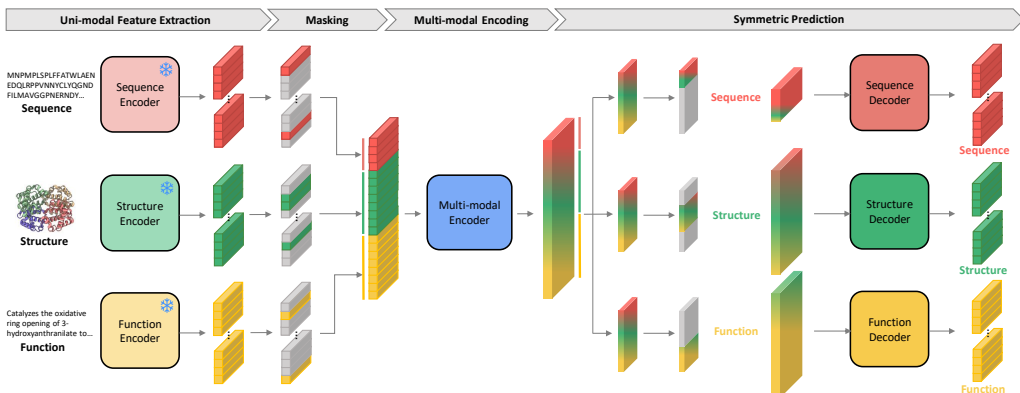 Uni-modal Feature Extraction
Masking
Multi-modal Encoding
Symmetric Prediction
MNPMPLSPLFFATWLAEN
EDQLRPPVNNYCLYQGND
FILMAVGGPNERNDY...
Sequence
Sequence
Encoder
Sequence
Sequence
Decoder
Sequence
Structure
Structure
Encoder
Multi-modal
Encoder
Structure
Structure
Decoder
Structure
Catalyzes the oxidative
ring opening of 3-
hydroxyanthranilate to...
Function
Function
Encoder
Function
Function
Decoder
Function